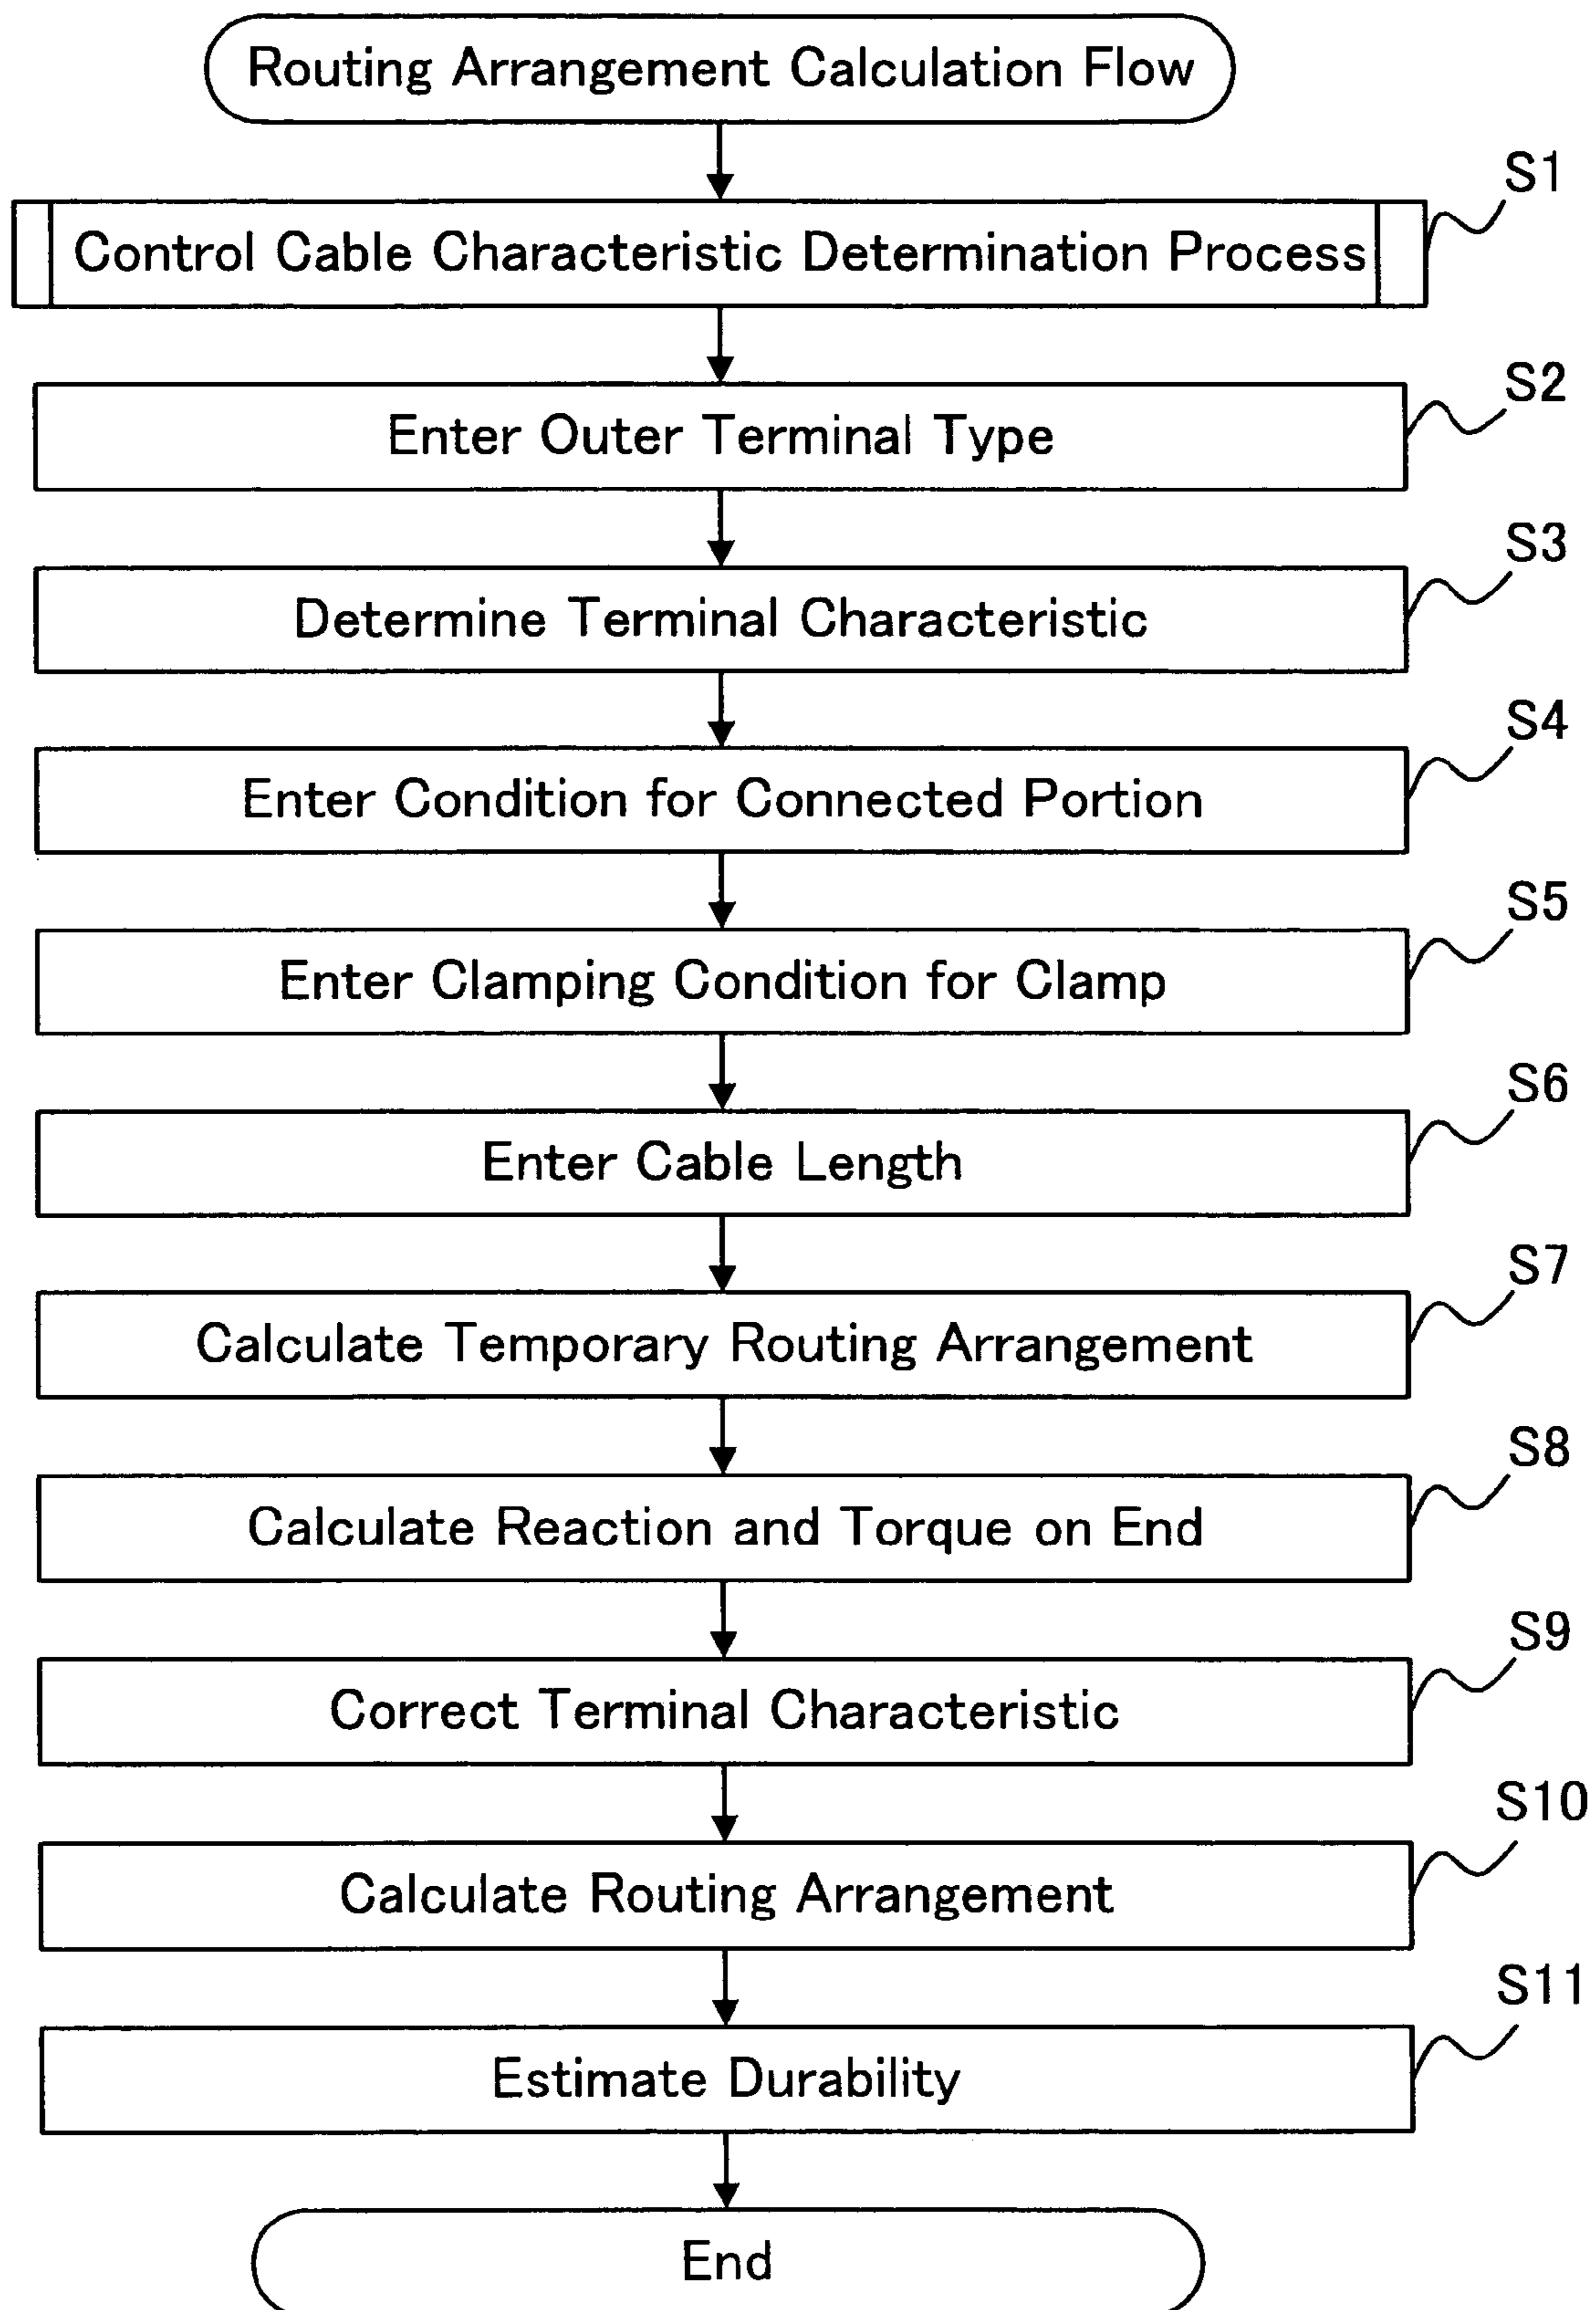 Routing Arrangement Calculation Flow
S1
Control Cable Characteristic Determination Process
S2
Enter Outer Terminal Type
S3
Determine Terminal Characteristic
S4
Enter Condition for Connected Portion
S5
Enter Clamping Condition for Clamp
S6
Enter Cable Length
S7
Calculate Temporary Routing Arrangement
S8
Calculate Reaction and Torque on End
S9
Correct Terminal Characteristic
S10
Calculate Routing Arrangement
S11
Estimate Durability
End